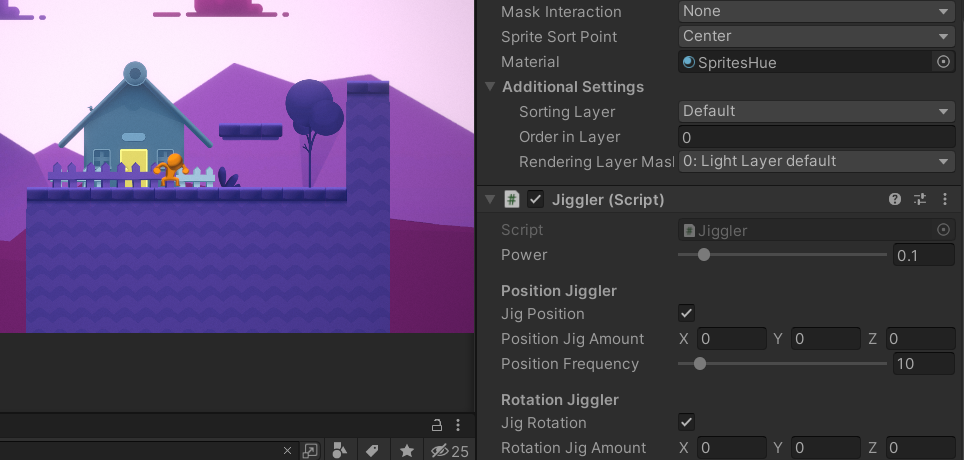 Mask Interaction None
Sprite Sort Point Center
Material SpritesHue
Additional Settings
Sorting Layer Default
Order in Layer 0
Rendering Layer Masl 0: Light Layer default
# Jiggler (Script)
Script # Jiggler
Power 0.1
Position Jiggler
Jig Position
Position Jig Amount X 0 Y 0 Z 0
Position Frequency 10
Rotation Jiggler
Jig Rotation
Rotation Jig Amount X 0 Y 0 Z 0
25